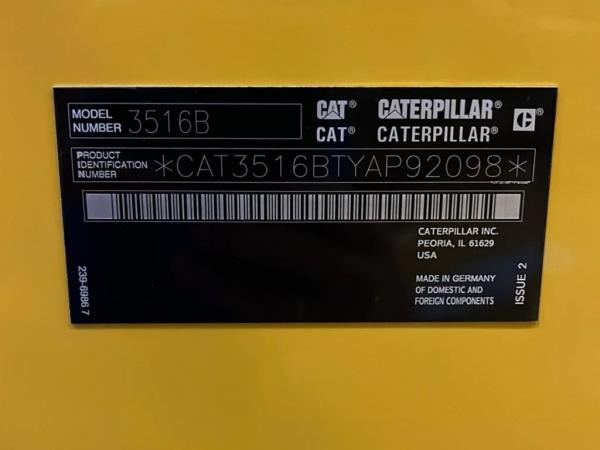 MODEL NUMBER 3516B
CAT® CATERPILLAR® C®
CAT® CATERPILLAR®
PRODUCT IDENTIFICATION NUMBER *CAT3516BTYAP92098*
CATERPILLAR INC.
PEORIA, IL 61629
USA
MADE IN GERMANY
OF DOMESTIC AND
FOREIGN COMPONENTS
239-6986 7
ISSUE 2